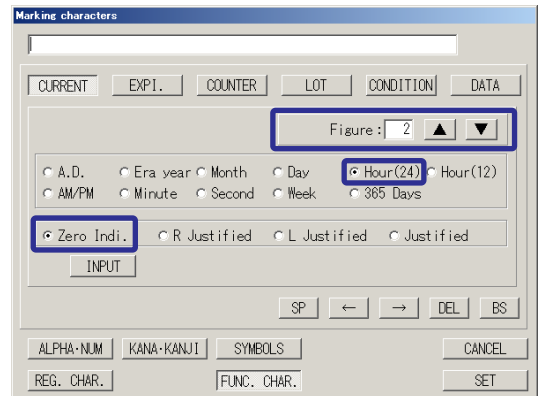 Marking characters
CURRENT EXPI. COUNTER LOT CONDITION DATA
Figure: 2 ▲ ▼
A.D. Era year Month Day Hour(24) Hour(12)
AM/PM Minute Second Week 365 Days
Zero Indi. R Justified L Justified Justified
INPUT
SP ← → DEL BS
ALPHA･NUM KANA･KANJI SYMBOLS CANCEL
REG. CHAR. FUNC. CHAR. SET